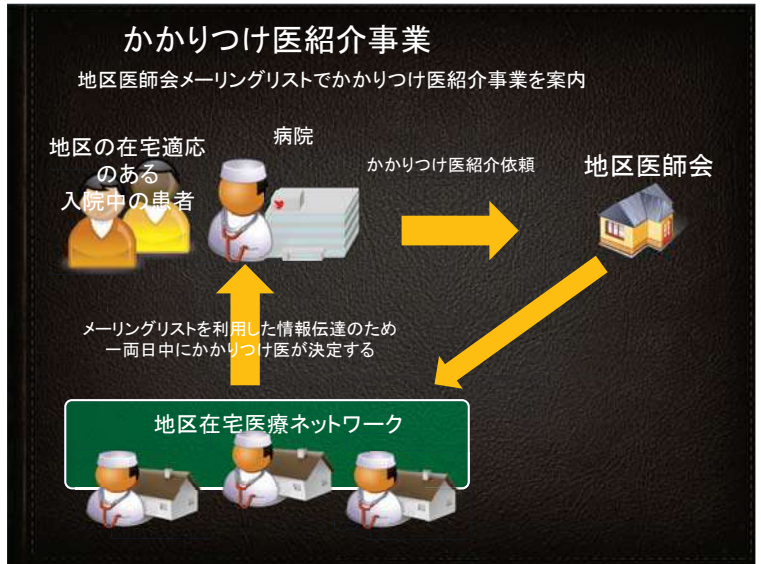 かかりつけ医紹介事業
地区医師会メーリングリストでかかりつけ医紹介事業を案内
地区の在宅適応
のある
入院中の患者
病院
かかりつけ医紹介依頼
地区医師会
メーリングリストを利用した情報伝達のため
一両日中にかかりつけ医が決定する
地区在宅医療ネットワーク